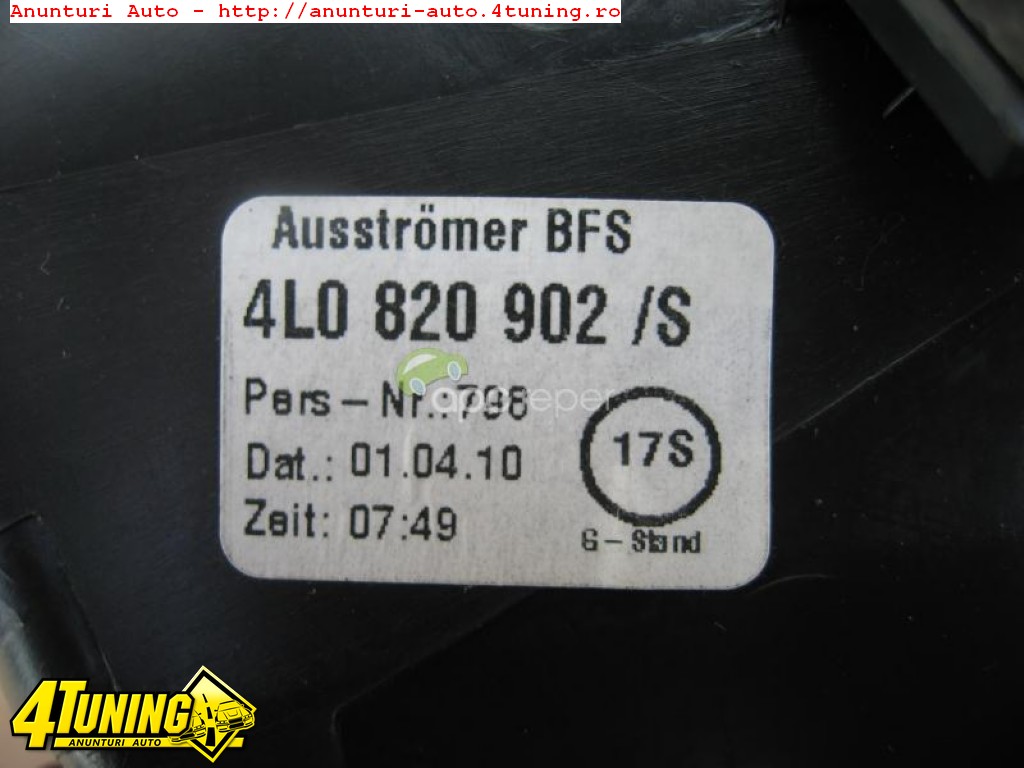 Anunturi Auto - http://anunturi-auto.4tuning.ro
Ausströmer BFS
4L0 820 902 /S
Pers-Nr.:798
Dat.: 01.04.10
17S
Zeit: 07:49
G-Stand
4TUNING
ANUNTURI AUTO